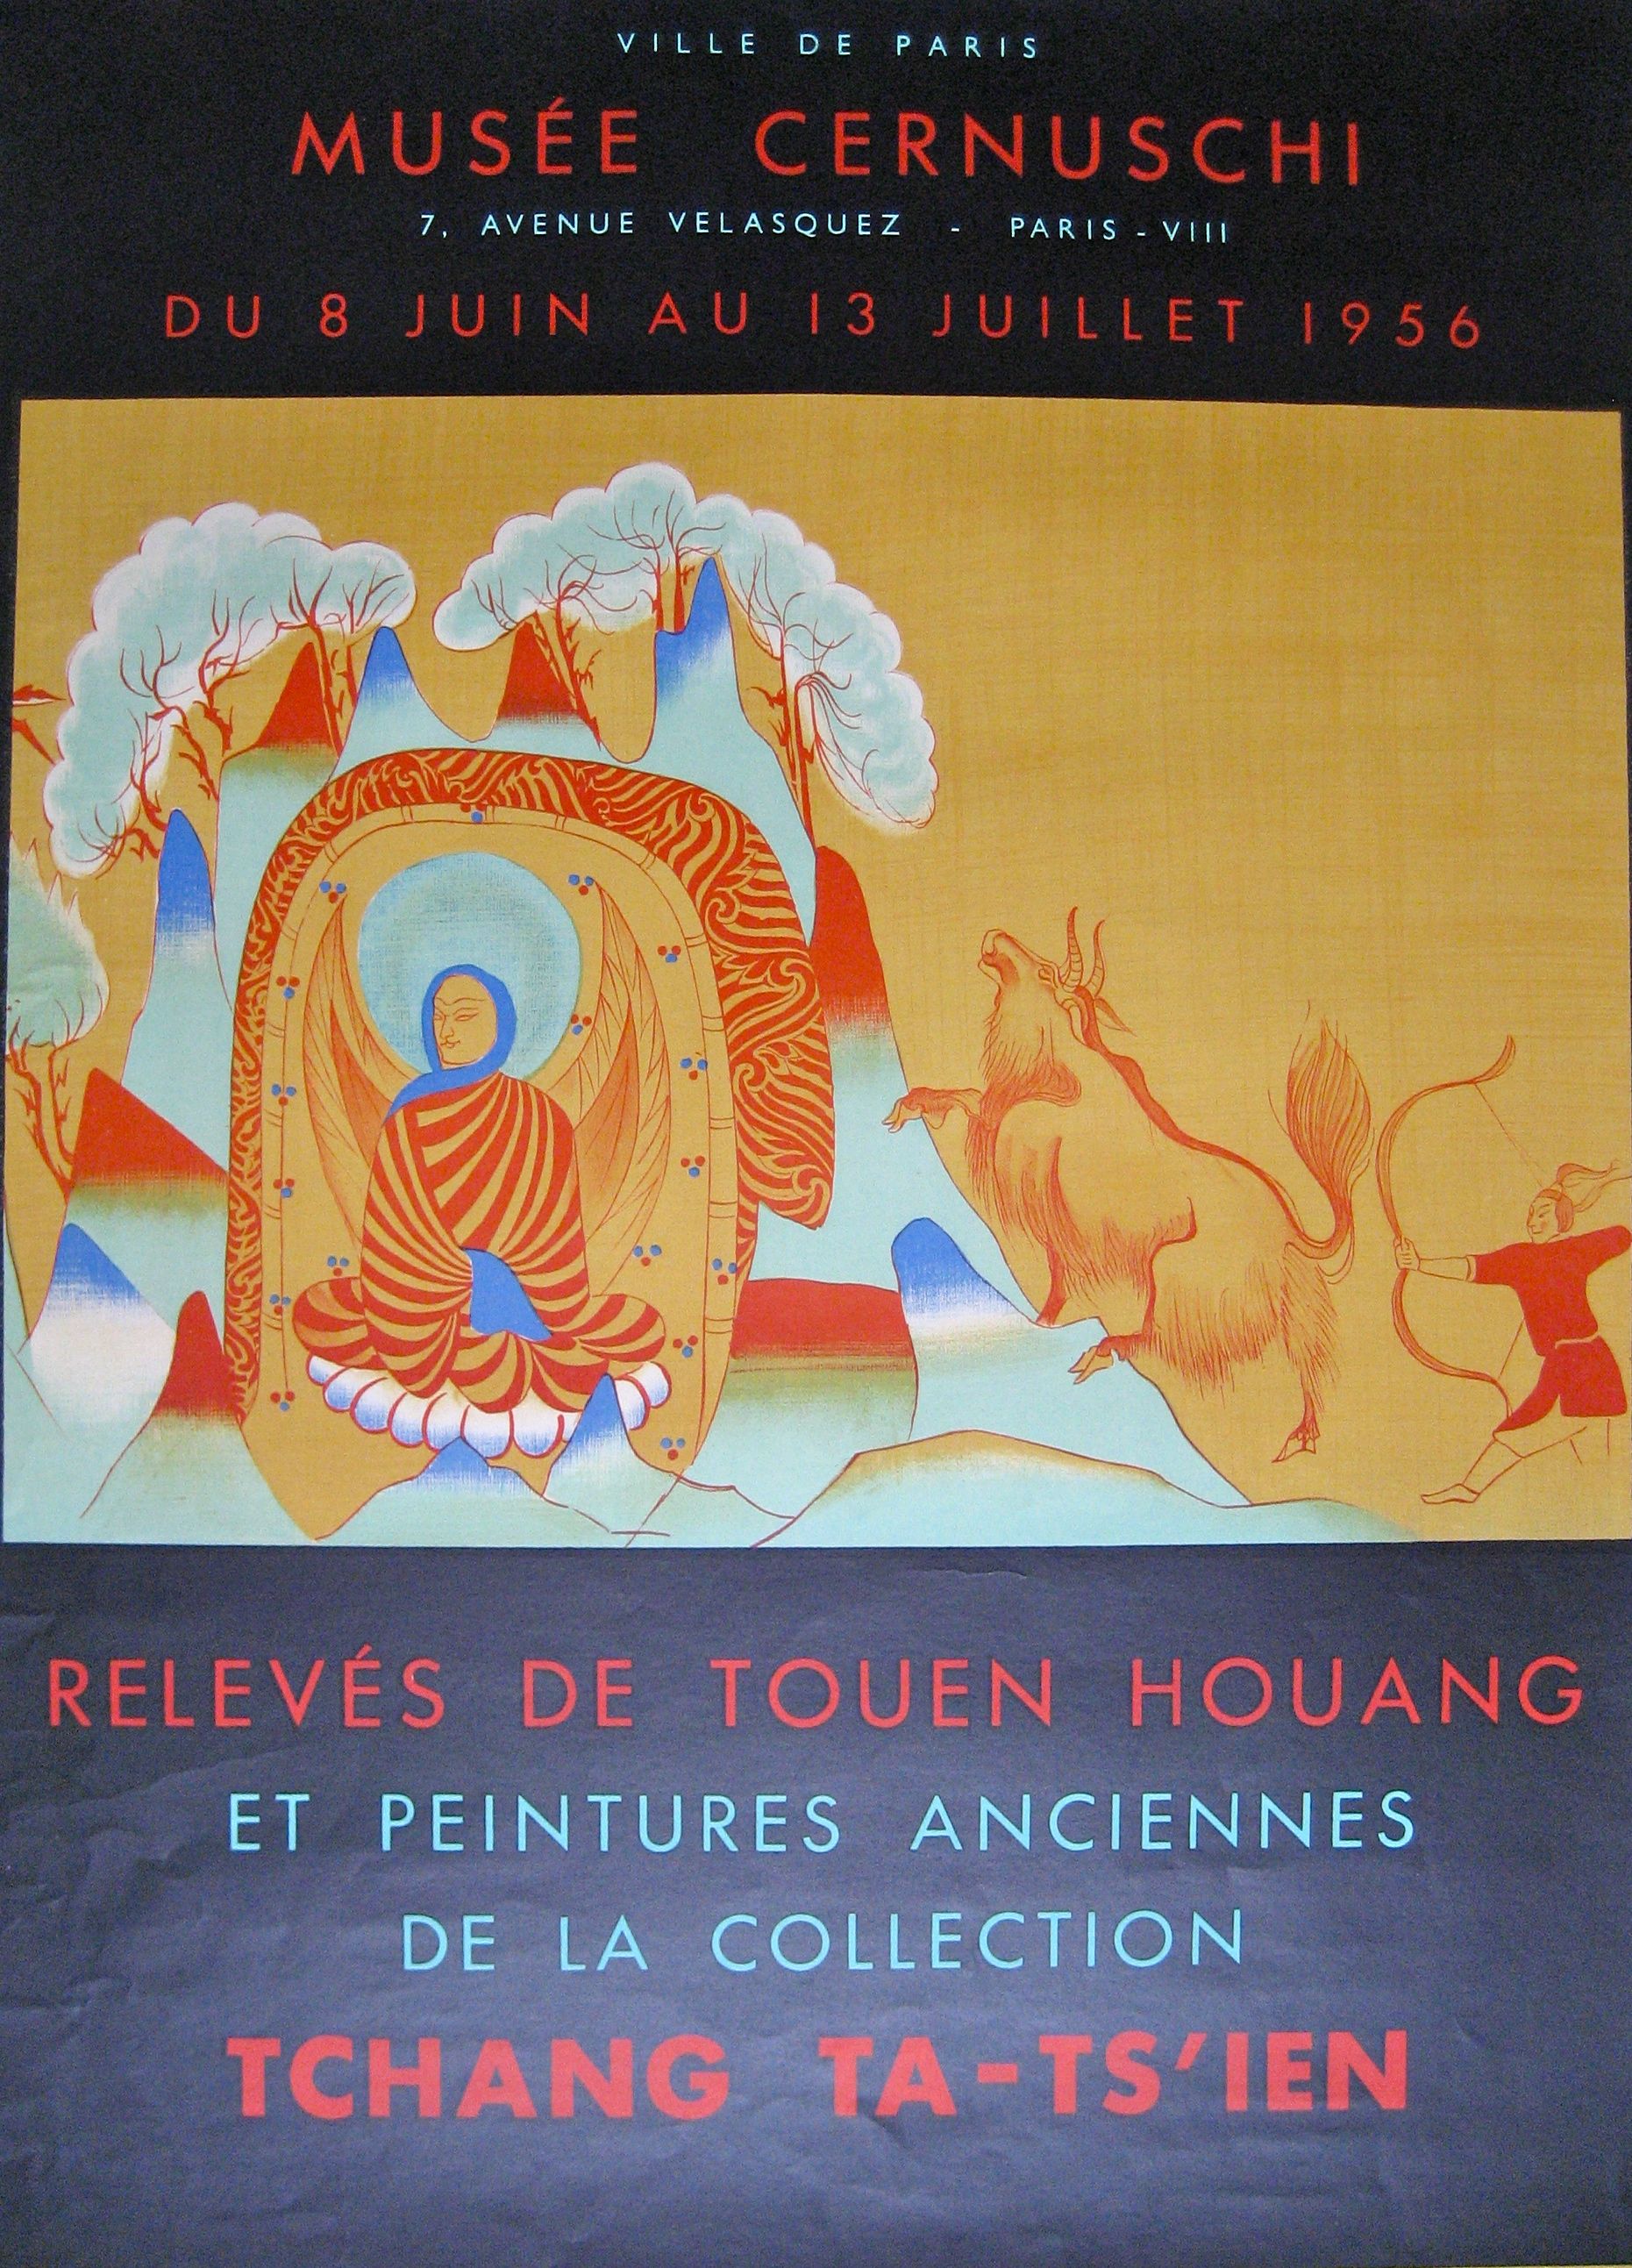 VILLE DE PARIS
MUSÉE CERNUSCHI
7, AVENUE VELASQUEZ - PARIS-VIII
DU 8 JUIN AU 13 JUILLET 1956
RELEVÉS DE TOUEN HOUANG
ET PEINTURES ANCIENNES
DE LA COLLECTION
TCHANG TA-TS'IEN